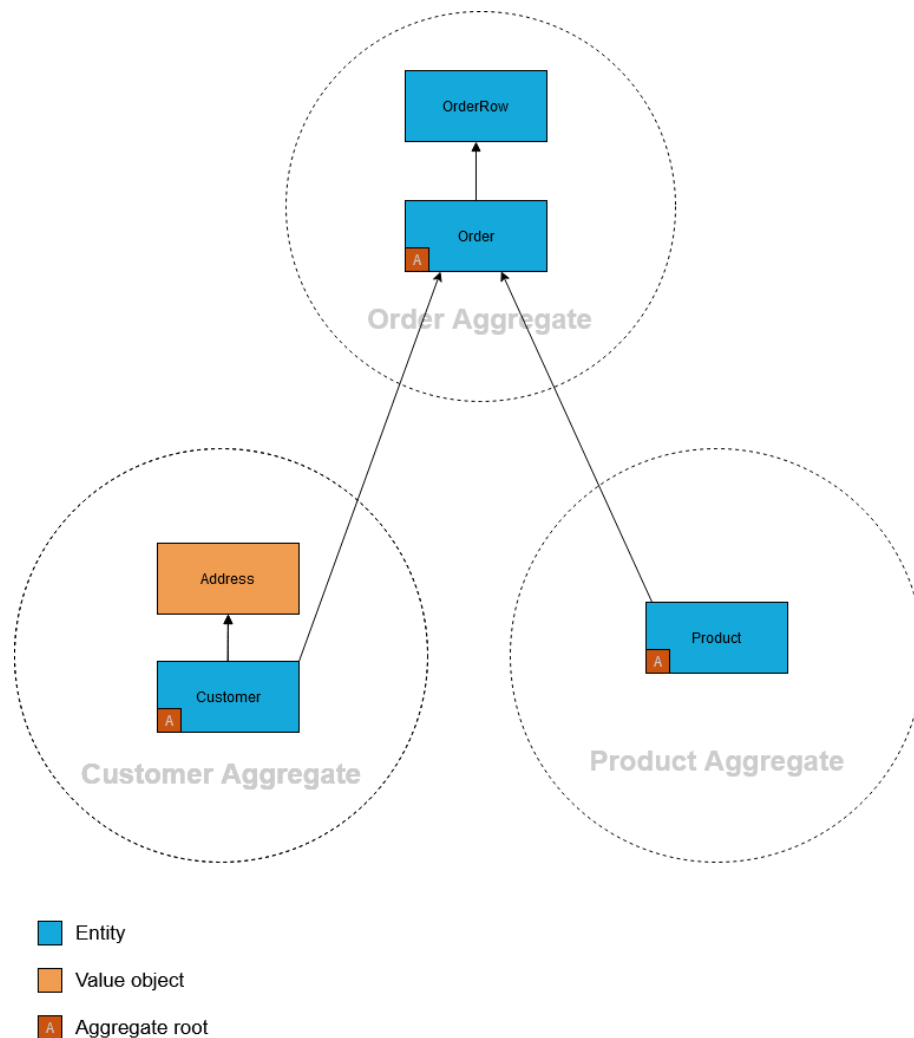 OrderRow
Order
A
Order Aggregate
Address
Customer
A
Customer Aggregate
Product
A
Product Aggregate
Entity
Value object
A Aggregate root